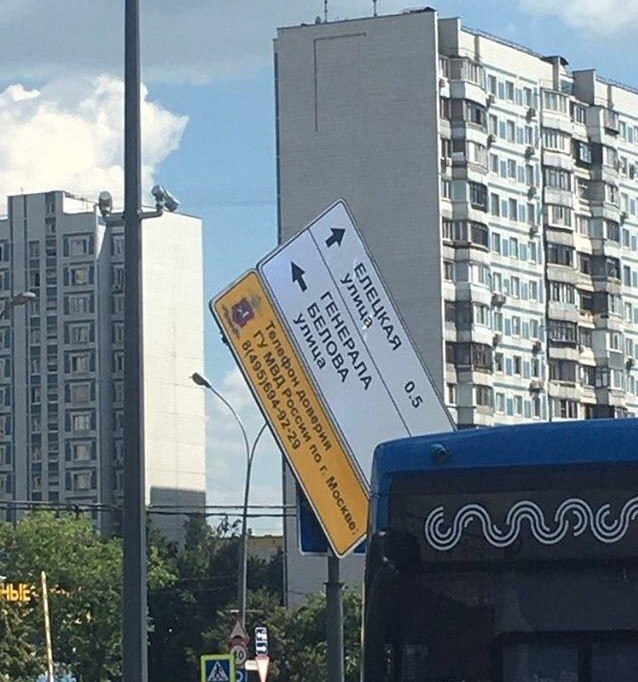 ЕЛЕЦКАЯ
улица
0.5
ГЕНЕРАЛА
БЕЛОВА
улица
Телефон доверия
ГУ МВД России по г. Москве:
8(495)694-92-29
НЫЕ